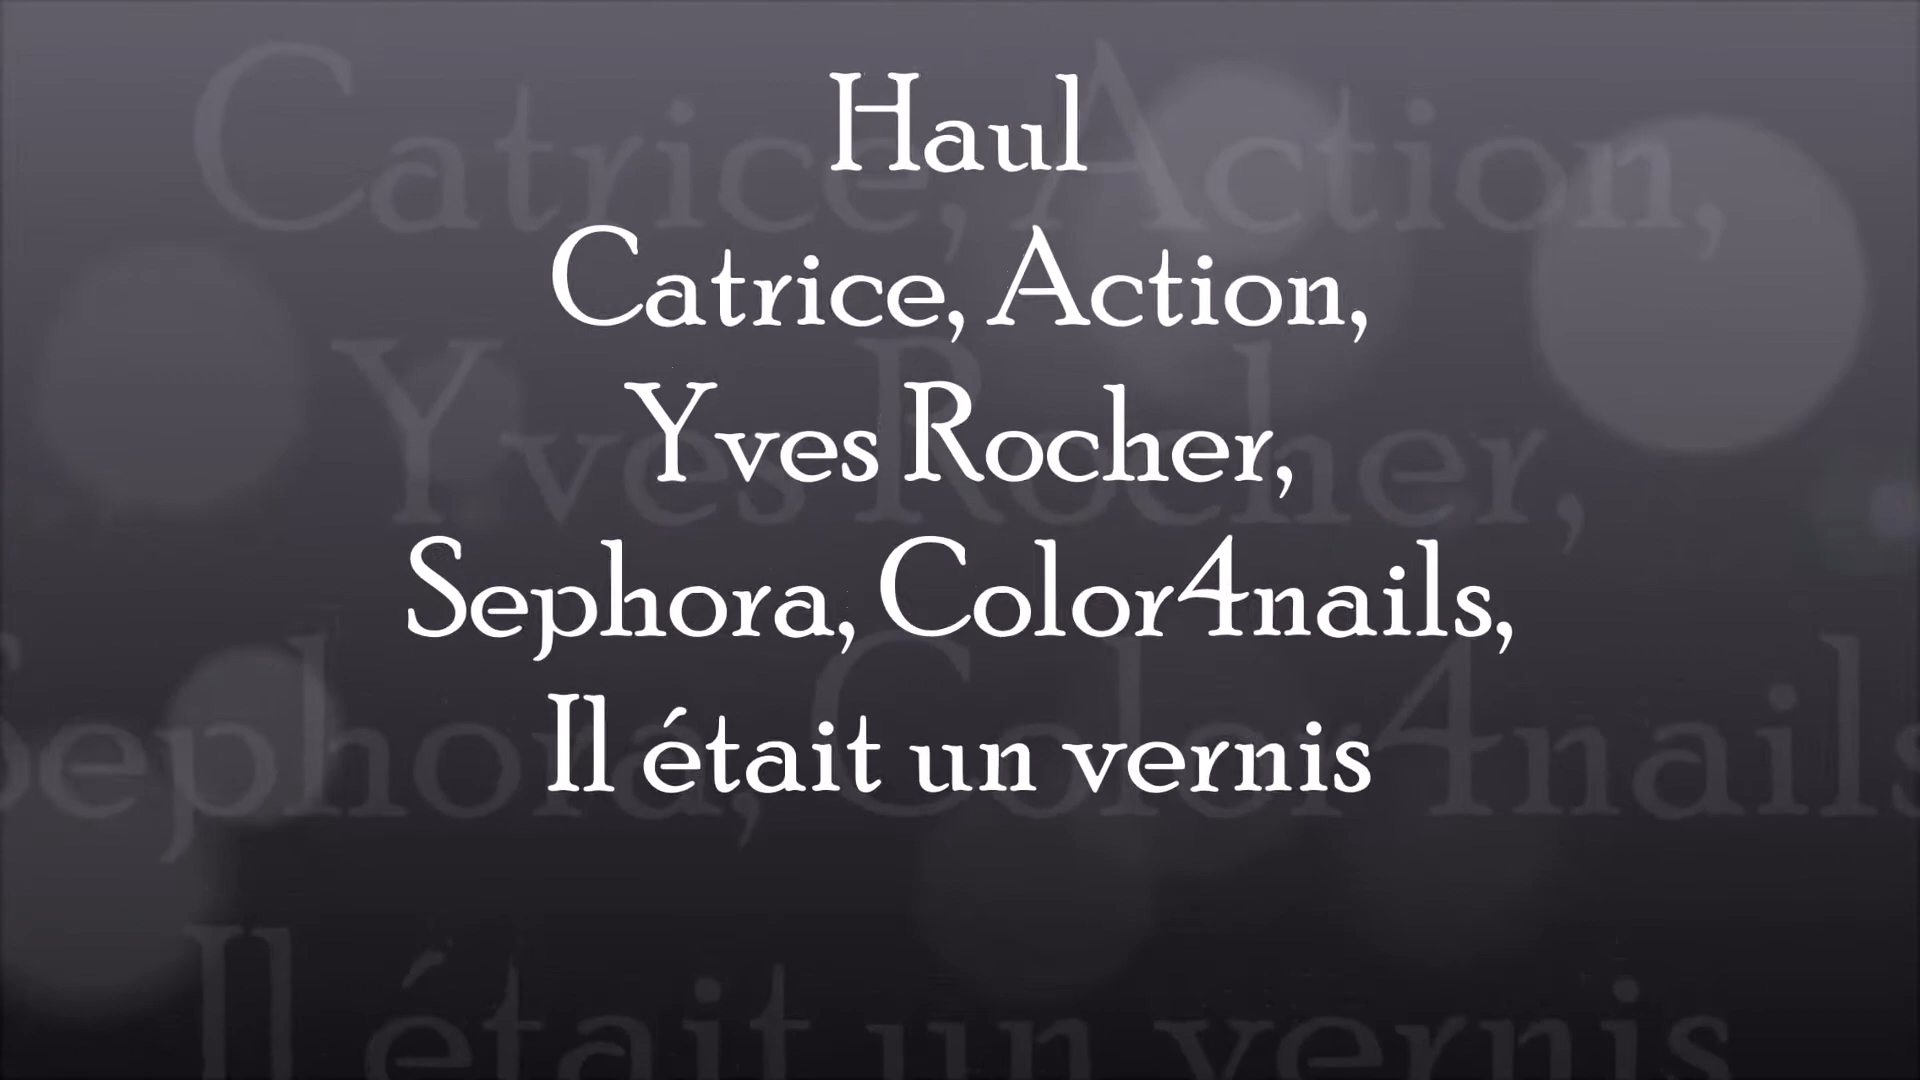 Haul
Catrice, Action,
Yves Rocher,
Sephora, Color4nails,
Il était un vernis